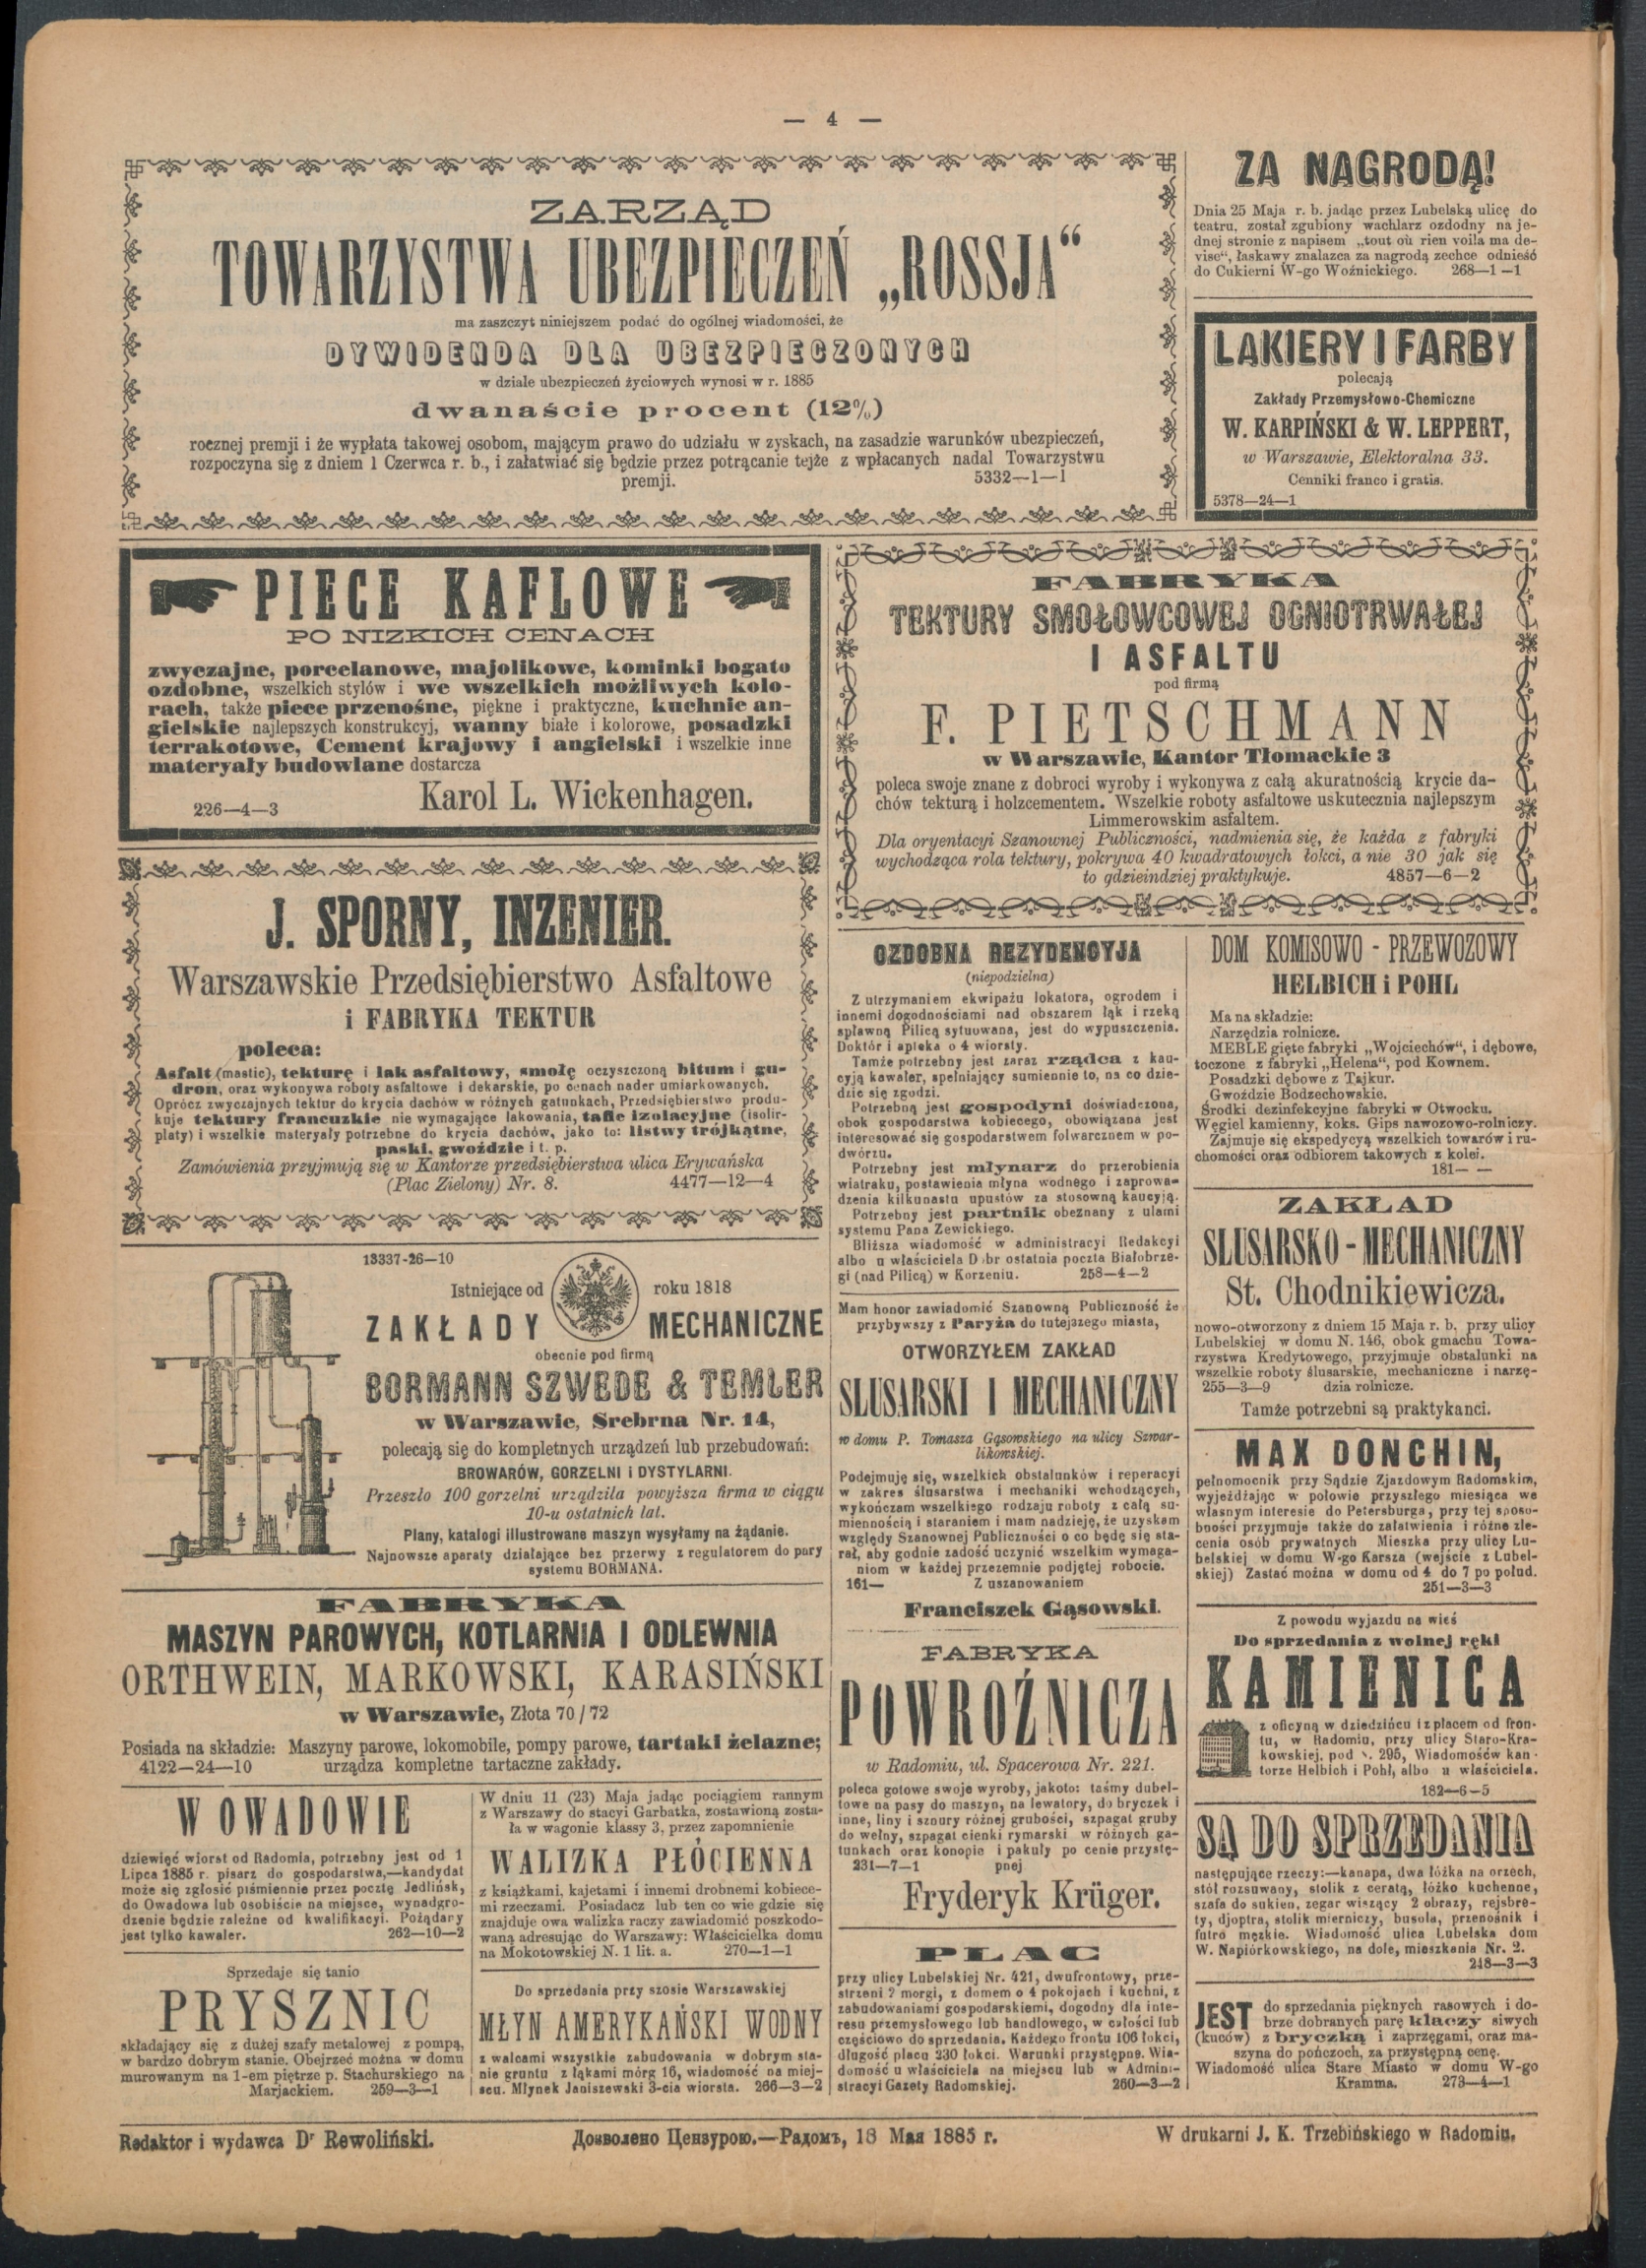 — 4 —
ZARZĄD
TOWARZYSTWA UBEZPIECZEŃ „ROSSJA“
ma zaszczyt niniejszem podać do ogólnej wiadomości, że
DYWIDENDA DLA UBEZPIECZONYCH
w dziale ubezpieczeń życiowych wynosi w r. 1885
dwanaście procent (12%)
rocznej premji i że wypłata takowej osobom, mającym prawo do udziału w zyskach, na zasadzie warunków ubezpieczeń,
rozpoczyna się z dniem 1 Czerwca r. b., i załatwiać się będzie przez potrącanie tejże z wpłacanych nadal Towarzystwu
premji. 5332—1—1
ZA NAGRODĄ!
Dnia 25 Maja r. b. jadąc przez Lubelską ulicę do
teatru, został zgubiony wachlarz ozdodny na je-
dnej stronie z napisem „tout où rien voila ma de-
vise“, łaskawy znalazca za nagrodą zechce odnieść
do Cukierni W-go Woźnickiego. 268—1—1
LAKIERY I FARBY
polecają
Zakłady Przemysłowo-Chemiczne
W. KARPIŃSKI & W. LEPPERT,
w Warszawie, Elektoralna 33.
Cenniki franco i gratis.
5378—24—1
PIECE KAFLOWE
PO NIZKICH CENACH
zwyczajne, porcelanowe, majolikowe, kominki bogato
ozdobne, wszelkich stylów i we wszelkich możliwych kolo-
rach, także piece przenośne, piękne i praktyczne, kuchnie an-
gielskie najlepszych konstrukcyj, wanny białe i kolorowe, posadzki
terrakotowe, Cement krajowy i angielski i wszelkie inne
materyały budowlane dostarcza
226—4—3 Karol L. Wickenhagen.
FABRYKA
TEKTURY SMOŁOWCOWEJ OGNIOTRWAŁEJ
I ASFALTU
pod firmą
F. PIETSCHMANN
w Warszawie, Kantor Tłomackie 3
poleca swoje znane z dobroci wyroby i wykonywa z całą akuratnością krycie da-
chów tekturą i holzcementem. Wszelkie roboty asfaltowe uskutecznia najlepszym
Limmerowskim asfaltem.
Dla oryentacyi Szanownej Publiczności, nadmienia się, że każda z fabryki
wychodząca rola tektury, pokrywa 40 kwadratowych łokci, a nie 30 jak się
to gdzieindziej praktykuje. 4857—6—2
J. SPORNY, INZENIER.
Warszawskie Przedsiębierstwo Asfaltowe
i FABRYKA TEKTUR
poleca:
Asfalt (mastic), tekturę i lak asfaltowy, smołę oczyszczoną bitum i gu-
dron, oraz wykonywa roboty asfaltowe i dekarskie, po cenach nader umiarkowanych.
Oprócz zwyczajnych tektur do krycia dachów w różnych gatunkach, Przedsiębierstwo produ-
kuje tektury francuzkie nie wymagające lakowania, tafle izolacyjne (isolir-
platy) i wszelkie materyały potrzebne do krycia dachów, jako to: listwy trójkątne,
paski, gwoździe i t. p.
Zamówienia przyjmują się w Kantorze przedsiębierstwa ulica Erywańska
(Plac Zielony) Nr. 8. 4477—12—4
13337-26—10
Istniejące od roku 1818
ZAKŁADY MECHANICZNE
obecnie pod firmą
BORMANN SZWEDE & TEMLER
w Warszawie, Srebrna Nr. 14,
polecają się do kompletnych urządzeń lub przebudowań:
BROWARÓW, GORZELNI i DYSTYLARNI.
Przeszło 100 gorzelni urządziła powyższa firma w ciągu
10-u ostatnich lat.
Plany, katalogi illustrowane maszyn wysyłamy na żądanie.
Najnowsze aparaty działające bez przerwy z regulatorem do pary
systemu BORMANA.
FABRYKA
MASZYN PAROWYCH, KOTLARNIA I ODLEWNIA
ORTHWEIN, MARKOWSKI, KARASIŃSKI
w Warszawie, Złota 70/72
Posiada na składzie: Maszyny parowe, lokomobile, pompy parowe, tartaki żelazne;
4122—24—10 urządza kompletne tartaczne zakłady.
W OWADOWIE
dziewięć wiorst od Radomia, potrzebny jest od 1
Lipca 1885 r. pisarz do gospodarstwa,—kandydat
może się zgłosić piśmiennie przez pocztę Jedlińsk,
do Owadowa lub osobiście na miejsce, wynadgro-
dzenie będzie zależne od kwalifikacyi. Pożądary
jest tylko kawaler. 262—10—2
Sprzedaje się tanio
PRYSZNIC
składający się z dużej szafy metalowej z pompą,
w bardzo dobrym stanie. Obejrzeć można w domu
murowanym na 1-em piętrze p. Stachurskiego na
Marjackiem. 259—3—1
W dniu 11 (23) Maja jadąc pociągiem rannym
z Warszawy do stacyi Garbatka, zostawioną zosta-
ła w wagonie klassy 3, przez zapomnienie
WALIZKA PŁÓCIENNA
z książkami, kajetami i innemi drobnemi kobiece-
mi rzeczami. Posiadacz lub ten co wie gdzie się
znajduje owa walizka raczy zawiadomić poszkodo-
waną adresując do Warszawy: Właścicielka domu
na Mokotowskiej N. 1 lit. a. 270—1—1
Do sprzedania przy szosie Warszawskiej
MŁYN AMERYKAŃSKI WODNY
z walcami wszystkie zabudowania w dobrym sta-
nie gruntu z łąkami mórg 16, wiadomość na miej-
scu. Młynek Janiszewski 3-cia wiorsta. 266—3—2
OZDOBNA REZYDENCYJA
(niepodzielna)
Z utrzymaniem ekwipażu lokatora, ogrodem i
innemi dogodnościami nad obszarem łąk i rzeką
spławną Pilicą sytuowana, jest do wypuszczenia.
Doktór i apteka o 4 wiorsty.
Tamże potrzebny jest zaraz rządca z kau-
cyją kawaler, spełniający sumiennie to, na co dzie-
dzic się zgodzi.
Potrzebną jest gospodyni doświadczona,
obok gospodarstwa kobiecego, obowiązana jest
interesować się gospodarstwem folwarcznem w po-
dwórzu.
Potrzebny jest młynarz do przerobienia
wiatraku, postawienia młyna wodnego i zaprowa-
dzenia kilkunastu upustów za stosowną kaucyją.
Potrzebny jest partnik obeznany z ulami
systemu Pana Zewickiego.
Bliższa wiadomość w administracyi Redakcyi
albo u właściciela Dóbr ostatnia poczta Białobrze-
gi (nad Pilicą) w Korzeniu. 258—4—2
Mam honor zawiadomić Szanowną Publiczność że
przybywszy z Paryża do tutejszego miasta,
OTWORZYŁEM ZAKŁAD
SLUSARSKI I MECHANICZNY
w domu P. Tomasza Gąsowskiego na ulicy Szwar-
likowskiej.
Podejmuję się, wszelkich obstalunków i reperacyi
w zakres ślusarstwa i mechaniki wchodzących,
wykończam wszelkiego rodzaju roboty z całą su-
miennością i staraniem i mam nadzieję, że uzyskam
względy Szanownej Publiczności o co będę się sta-
rał, aby godnie zadość uczynić wszelkim wymaga-
niom w każdej przezemnie podjętej robocie.
161— Z uszanowaniem
Franciszek Gąsowski.
FABRYKA
POWROŹNICZA
w Radomiu, ul. Spacerowa Nr. 221.
poleca gotowe swoje wyroby, jakoto: taśmy dubel-
towe na pasy do maszyn, na lewatory, do bryczek i
inne, liny i sznury różnej grubości, szpagat gruby
do wełny, szpagat cienki rymarski w różnych ga-
tunkach oraz konopie i pakuły po cenie przystę-
231—7—1 pnej
Fryderyk Krüger.
PLAC
przy ulicy Lubelskiej Nr. 421, dwufrontowy, prze-
strzeni 2 morgi, z domem o 4 pokojach i kuchni, z
zabudowaniami gospodarskiemi, dogodny dla inte-
resu przemysłowego lub handlowego, w całości lub
częściowo do sprzedania. Każdego frontu 106 łokci,
długość placu 230 łokci. Warunki przystępne. Wia-
domość u właściciela na miejscu lub w Admini-
stracyi Gazety Radomskiej. 260—3—2
DOM KOMISOWO - PRZEWOZOWY
HELBICH i POHL
Ma na składzie:
Narzędzia rolnicze.
MEBLE gięte fabryki „Wojciechów“, i dębowe,
toczone z fabryki „Helena“, pod Kownem.
Posadzki dębowe z Tajkur.
Gwoździe Bodzechowskie.
Środki dezinfekcyjne fabryki w Otwocku.
Węgiel kamienny, koks. Gips nawozowo-rolniczy.
Zajmuje się ekspedycyą wszelkich towarów i ru-
chomości oraz odbiorem takowych z kolei.
181— —
ZAKŁAD
SLUSARSKO - MECHANICZNY
St. Chodnikiewicza.
nowo-otworzony z dniem 15 Maja r. b. przy ulicy
Lubelskiej w domu N. 146, obok gmachu Towa-
rzystwa Kredytowego, przyjmuje obstalunki na
wszelkie roboty ślusarskie, mechaniczne i narzę-
255—3—9 dzia rolnicze.
Tamże potrzebni są praktykanci.
MAX DONCHIN,
pełnomocnik przy Sądzie Zjazdowym Radomskim,
wyjeżdżając w połowie przyszłego miesiąca we
własnym interesie do Petersburga, przy tej sposo-
bności przyjmuje także do załatwienia i różne zle-
cenia osób prywatnych Mieszka przy ulicy Lu-
belskiej w domu W-go Karsza (wejście z Lubel-
skiej) Zastać można w domu od 4 do 7 po połud.
251—3—3
Z powodu wyjazdu na wieś
Do sprzedania z wolnej ręki
KAMIENICA
z oficyną w dziedzińcu i z placem od fron-
tu, w Radomiu, przy ulicy Staro-Kra-
kowskiej, pod N. 295, Wiadomość w kan-
torze Helbich i Pohl, albo u właściciela.
182—6—5
SĄ DO SPRZEDANIA
następujące rzeczy:—kanapa, dwa łóżka na orzech,
stół rozsuwany, stolik z ceratą, łóżko kuchenne,
szafa do sukien, zegar wiszący 2 obrazy, rejsbre-
ty, djoptra, stolik mierniczy, busola, przenośnik i
futro męzkie. Wiadomość ulica Lubelska dom
W. Napiórkowskiego, na dole, mieszkania Nr. 2.
248—3—3
JEST do sprzedania pięknych rasowych i do-
brze dobranych parę klaczy siwych
(kuców) z bryczką i zaprzęgami, oraz ma-
szyna do pończoch, za przystępną cenę.
Wiadomość ulica Stare Miasto w domu W-go
Kramma. 273—4—1
Redaktor i wydawca Dr Rewoliński.
Дозволено Цензурою.—Радомъ, 18 Мая 1885 г.
W drukarni J. K. Trzebińskiego w Radomiu.